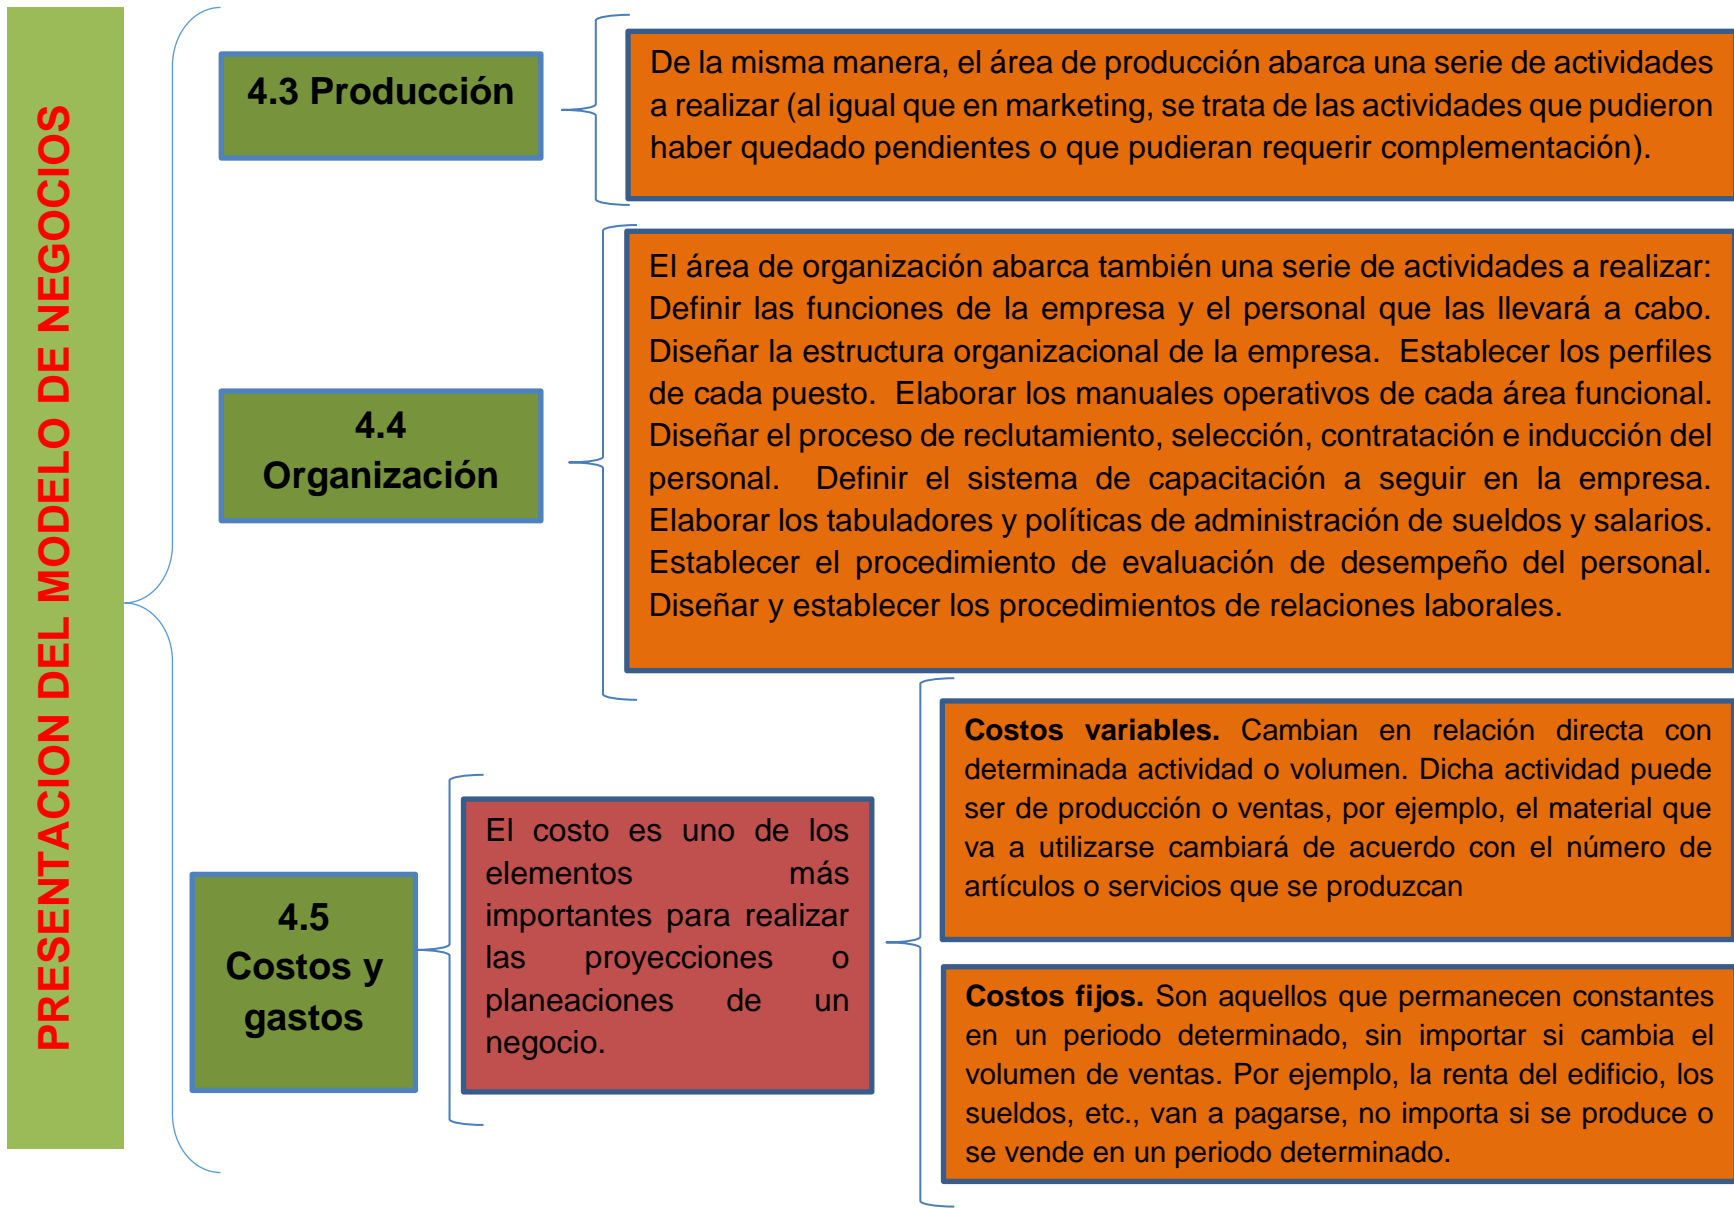 PRESENTACION DEL MODELO DE NEGOCIOS
4.3 Producción
De la misma manera, el área de producción abarca una serie de actividades
a realizar (al igual que en marketing, se trata de las actividades que pudieron
haber quedado pendientes o que pudieran requerir complementación).
4.4
Organización
El área de organización abarca también una serie de actividades a realizar:
Definir las funciones de la empresa y el personal que las llevará a cabo.
Diseñar la estructura organizacional de la empresa. Establecer los perfiles
de cada puesto. Elaborar los manuales operativos de cada área funcional.
Diseñar el proceso de reclutamiento, selección, contratación e inducción del
personal. Definir el sistema de capacitación a seguir en la empresa.
Elaborar los tabuladores y políticas de administración de sueldos y salarios.
Establecer el procedimiento de evaluación de desempeño del personal.
Diseñar y establecer los procedimientos de relaciones laborales.
4.5
Costos y
gastos
El costo es uno de los
elementos más
importantes para realizar
las proyecciones o
planeaciones de un
negocio.
Costos variables. Cambian en relación directa con
determinada actividad o volumen. Dicha actividad puede
ser de producción o ventas, por ejemplo, el material que
va a utilizarse cambiará de acuerdo con el número de
artículos o servicios que se produzcan
Costos fijos. Son aquellos que permanecen constantes
en un periodo determinado, sin importar si cambia el
volumen de ventas. Por ejemplo, la renta del edificio, los
sueldos, etc., van a pagarse, no importa si se produce o
se vende en un periodo determinado.